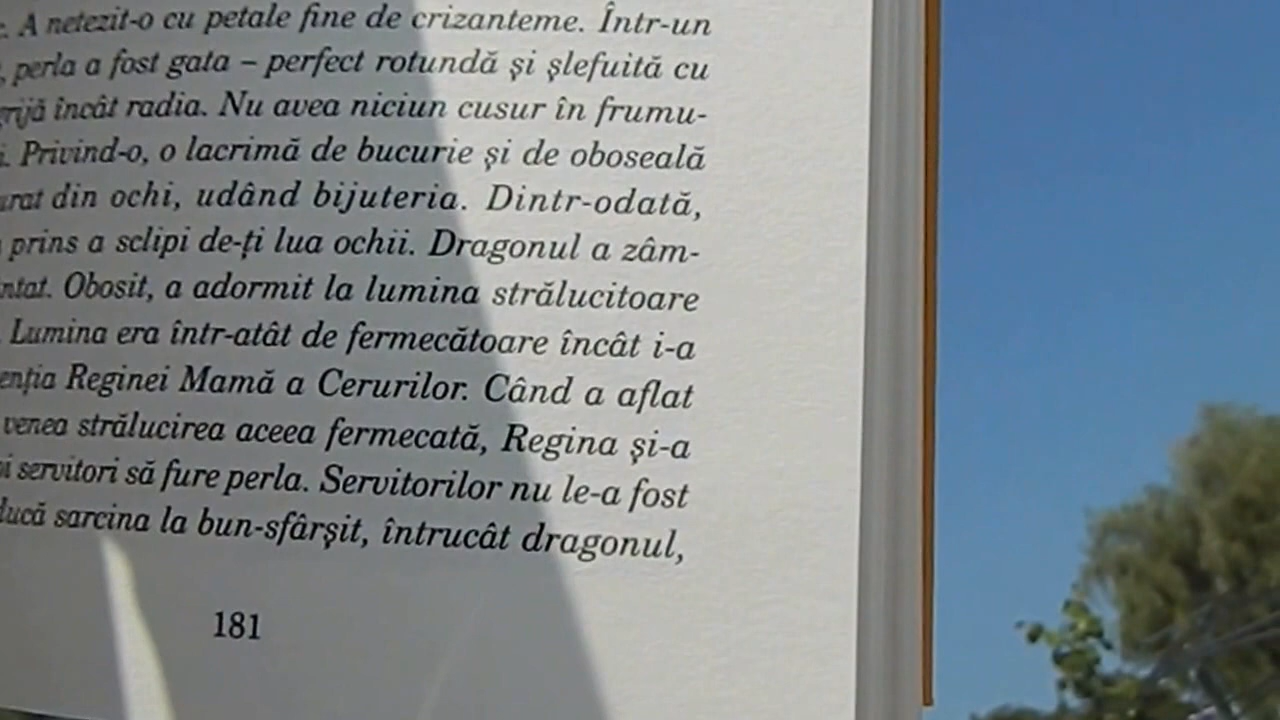 A netezit-o cu petale fine de crizanteme. Într-un
perla a fost gata – perfect rotundă și șlefuită cu
încât radia. Nu avea niciun cusur în frumu-
Privind-o, o lacrimă de bucurie și de oboseală
din ochi, udând bijuteria. Dintr-odată,
prins a sclipi de-ți lua ochii. Dragonul a zâm-
Obosit, a adormit la lumina strălucitoare
Lumina era într-atât de fermecătoare încât i-a
Reginei Mamă a Cerurilor. Când a aflat
venea strălucirea aceea fermecată, Regina și-a
servitori să fure perla. Servitorilor nu le-a fost
sarcina la bun-sfârșit, întrucât dragonul,
181